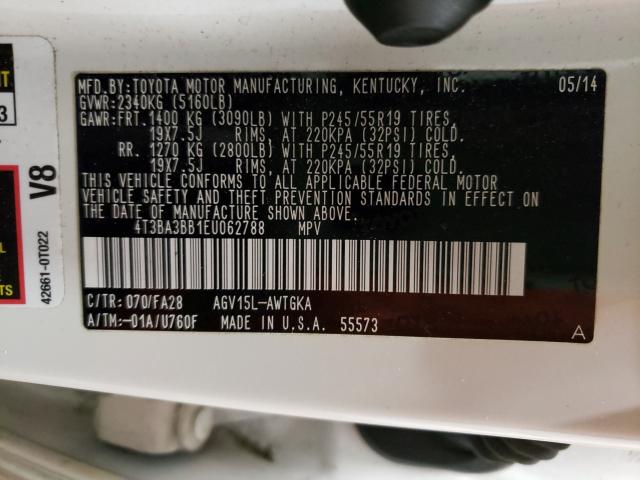 MFD.BY:TOYOTA MOTOR MANUFACTURING, KENTUCKY, INC. 05/14
GVWR:2340KG (5160LB)
GAWR:FRT.1400 KG (3090LB) WITH P245/55R19 TIRES,
19X7.5J RIMS, AT 220KPA (32PSI) COLD.
RR. 1270 KG (2800LB) WITH P245/55R19 TIRES,
19X7.5J RIMS, AT 220KPA (32PSI) COLD.
THIS VEHICLE CONFORMS TO ALL APPLICABLE FEDERAL MOTOR
VEHICLE SAFETY AND THEFT PREVENTION STANDARDS IN EFFECT ON
THE DATE OF MANUFACTURE SHOWN ABOVE.
4T3BA3BB1EU062788 MPV
C/TR:070/FA28 AGV15L-AWTGKA
A/TM:-01A/U760F MADE IN U.S.A. 55573
A
V8
42661-0T022
3